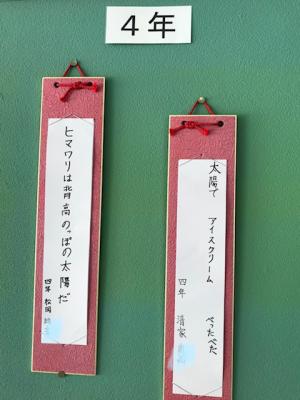 4年
太陽で アイスクリーム べったべだ
四年 清家
ヒマワリは背高のっぽの太陽だ
四年 松岡